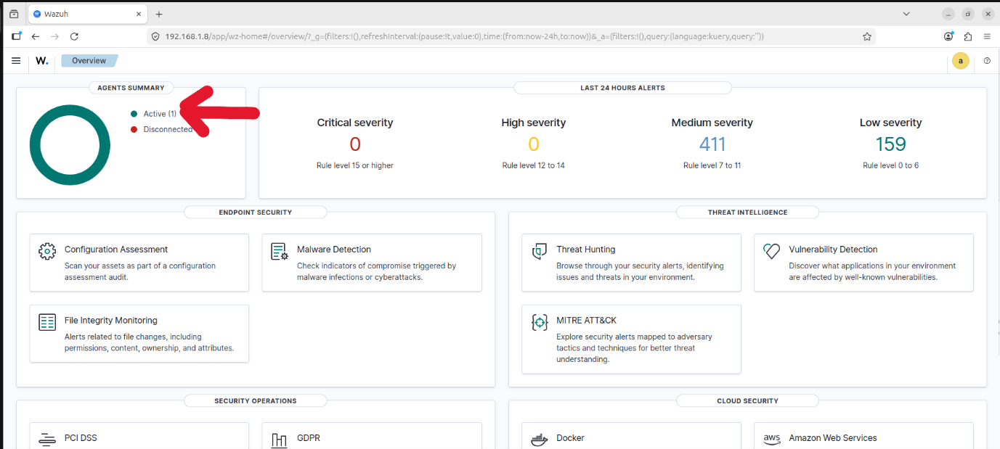 Wazuh
192.168.1.8/app/wz-home#/overview/?_g=(filters:!(),refreshInterval:(pause:!t,value:0),time:(from:now-24h,to:now))&_a=(filters:!(),query:(language:kuery,query:''))
W.
Overview
a
AGENTS SUMMARY
Active (1)
Disconnected
LAST 24 HOURS ALERTS
Critical severity
0
Rule level 15 or higher
High severity
0
Rule level 12 to 14
Medium severity
411
Rule level 7 to 11
Low severity
159
Rule level 0 to 6
ENDPOINT SECURITY
Configuration Assessment
Scan your assets as part of a configuration
assessment audit.
Malware Detection
Check indicators of compromise triggered by
malware infections or cyberattacks.
File Integrity Monitoring
Alerts related to file changes, including
permissions, content, ownership, and attributes.
THREAT INTELLIGENCE
Threat Hunting
Browse through your security alerts, identifying
issues and threats in your environment.
Vulnerability Detection
Discover what applications in your environment
are affected by well-known vulnerabilities.
MITRE ATT&CK
Explore security alerts mapped to adversary
tactics and techniques for better threat
understanding.
SECURITY OPERATIONS
PCI DSS
GDPR
CLOUD SECURITY
Docker
aws
Amazon Web Services